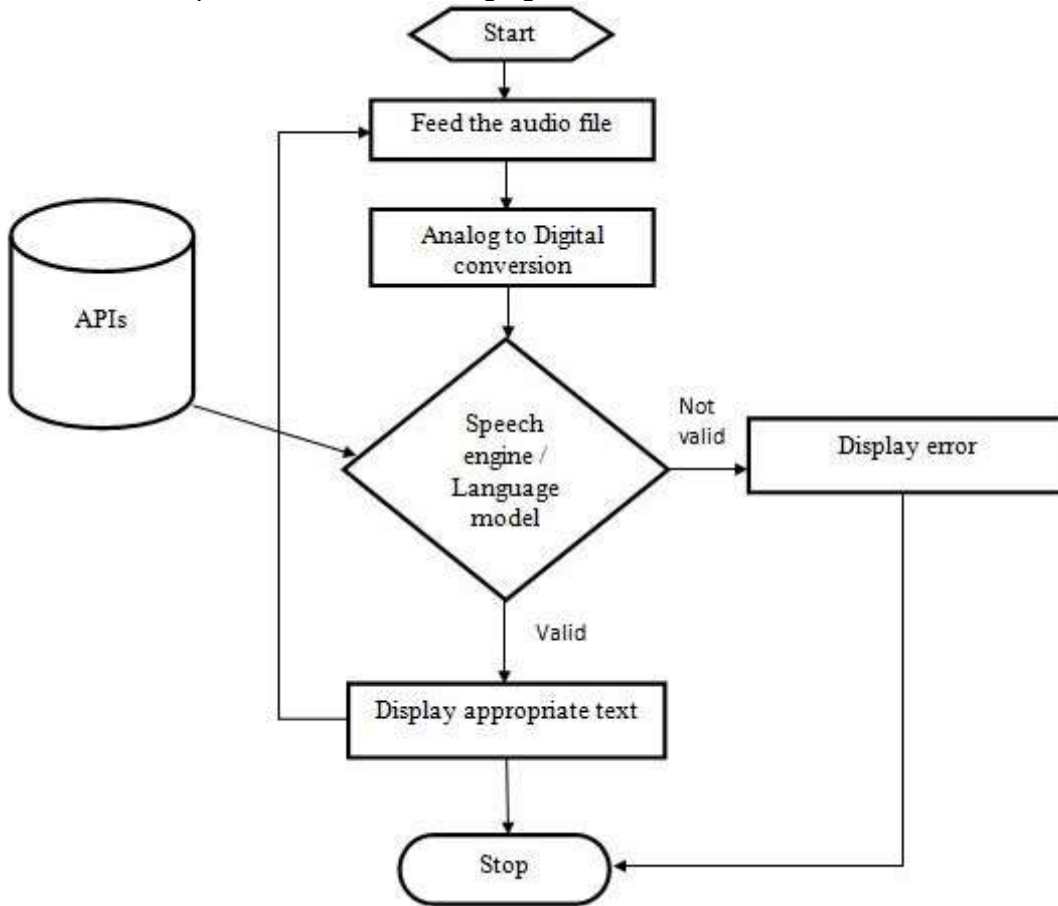 Start
Feed the audio file
Analog to Digital
conversion
APIs
Speech
engine /
Language
model
Not
valid
Display error
Valid
Display appropriate text
Stop